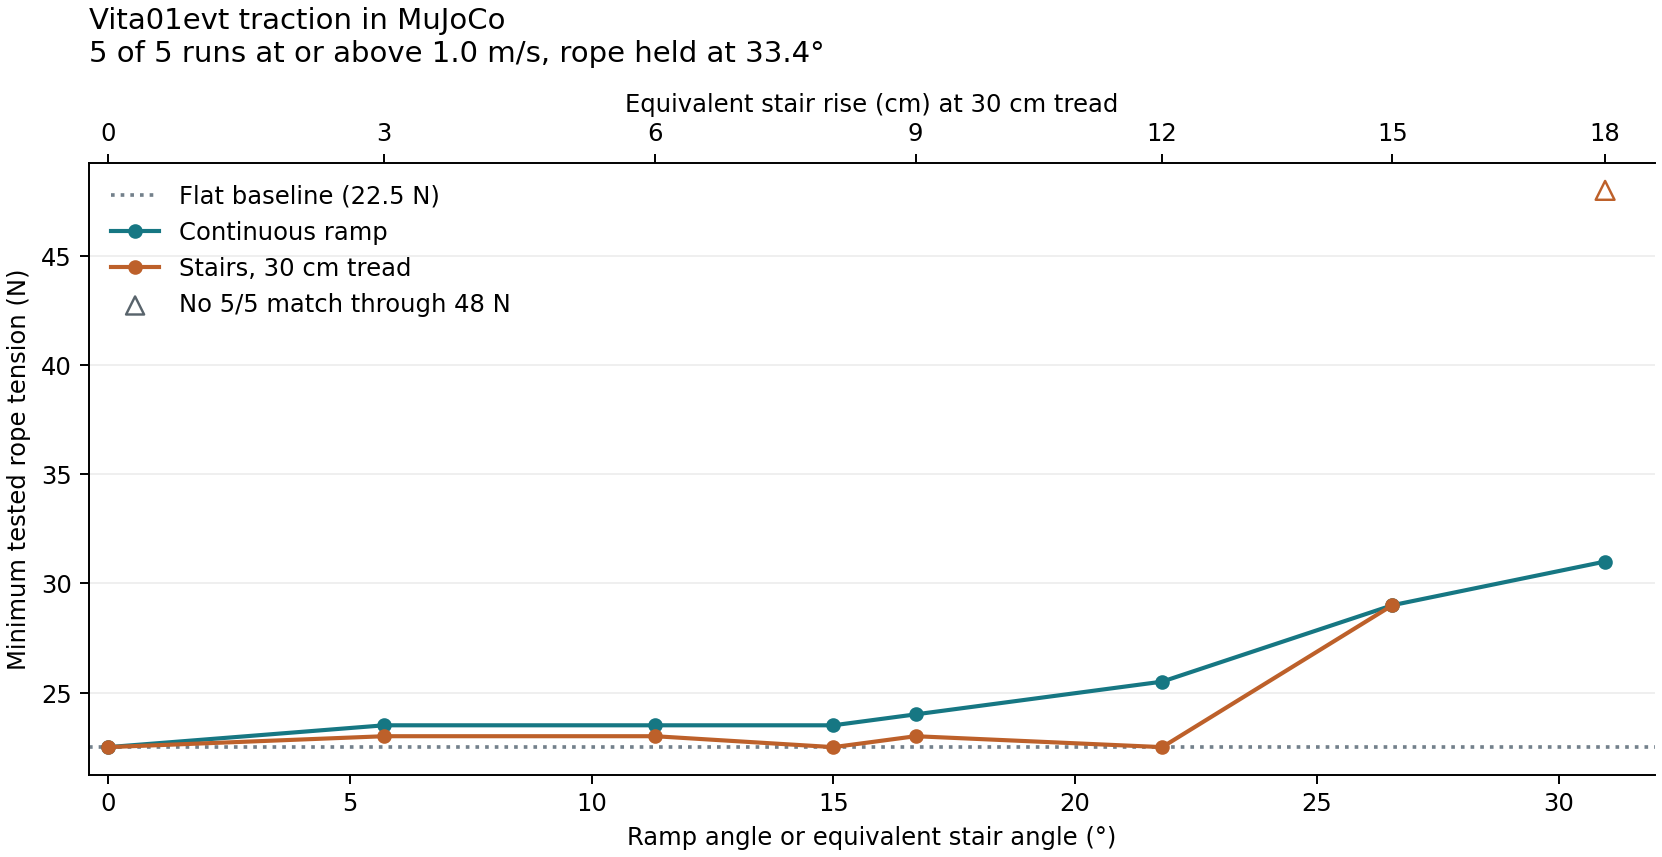 Vita01evt traction in MuJoCo
5 of 5 runs at or above 1.0 m/s, rope held at 33.4°
Equivalent stair rise (cm) at 30 cm tread
0 3 6 9 12 15 18
Flat baseline (22.5 N)
Continuous ramp
Stairs, 30 cm tread
No 5/5 match through 48 N
Minimum tested rope tension (N)
45
40
35
30
25
0 5 10 15 20 25 30
Ramp angle or equivalent stair angle (°)